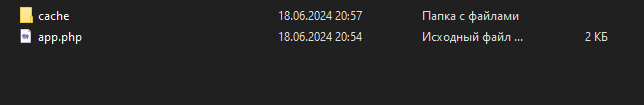 cache 18.06.2024 20:57 Папка с файлами
app.php 18.06.2024 20:54 Исходный файл ... 2 КБ